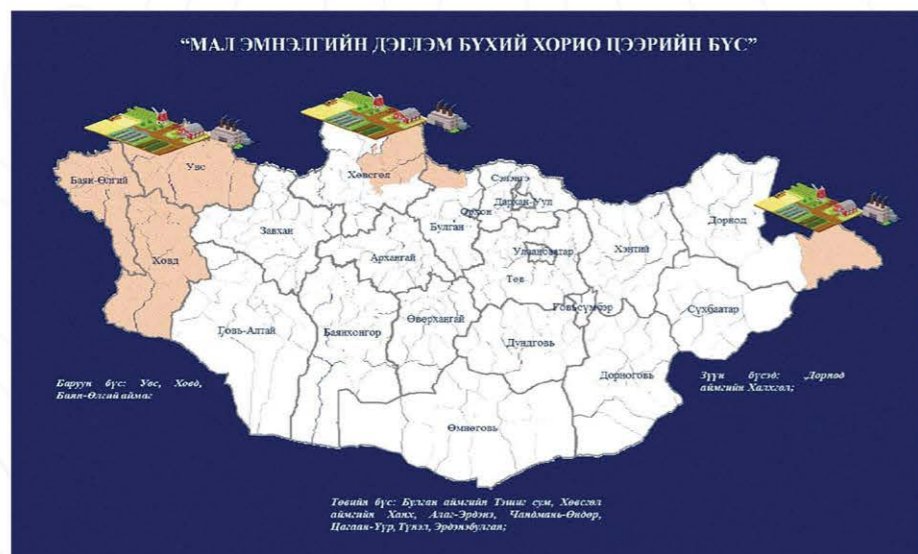 “МАЛ ЭМНЭЛГИЙН ДЭГЛЭМ БҮХИЙ ХОРИО ЦЭЭРИЙН БҮС”
Баян-Өлгий
Увс
Хөвсгөл
Сэлэнгэ
Дархан-Уул
Орхон
Булган
Дорнод
Ховд
Завхан
Архангай
Улаанбаатар
Хэнтий
Төв
Говь-Алтай
Баянхонгор
Өверхангай
Говьсүмбэр
Сүхбаатар
Дундговь
Дорноговь
Өмнөговь
Баруун бүс: Увс, Ховд,
Баян-Өлгий аймаг
Зүүн бүсэд: Дорнод
аймгийн Халхгол;
Төвийн бүс: Булган аймгийн Тэшиг сум, Хөвсгөл
аймгийн Ханх, Алаг-Эрдэнэ, Чандмань-Өндөр,
Цагаан-Үүр, Түнэл, Эрдэнэбулган;